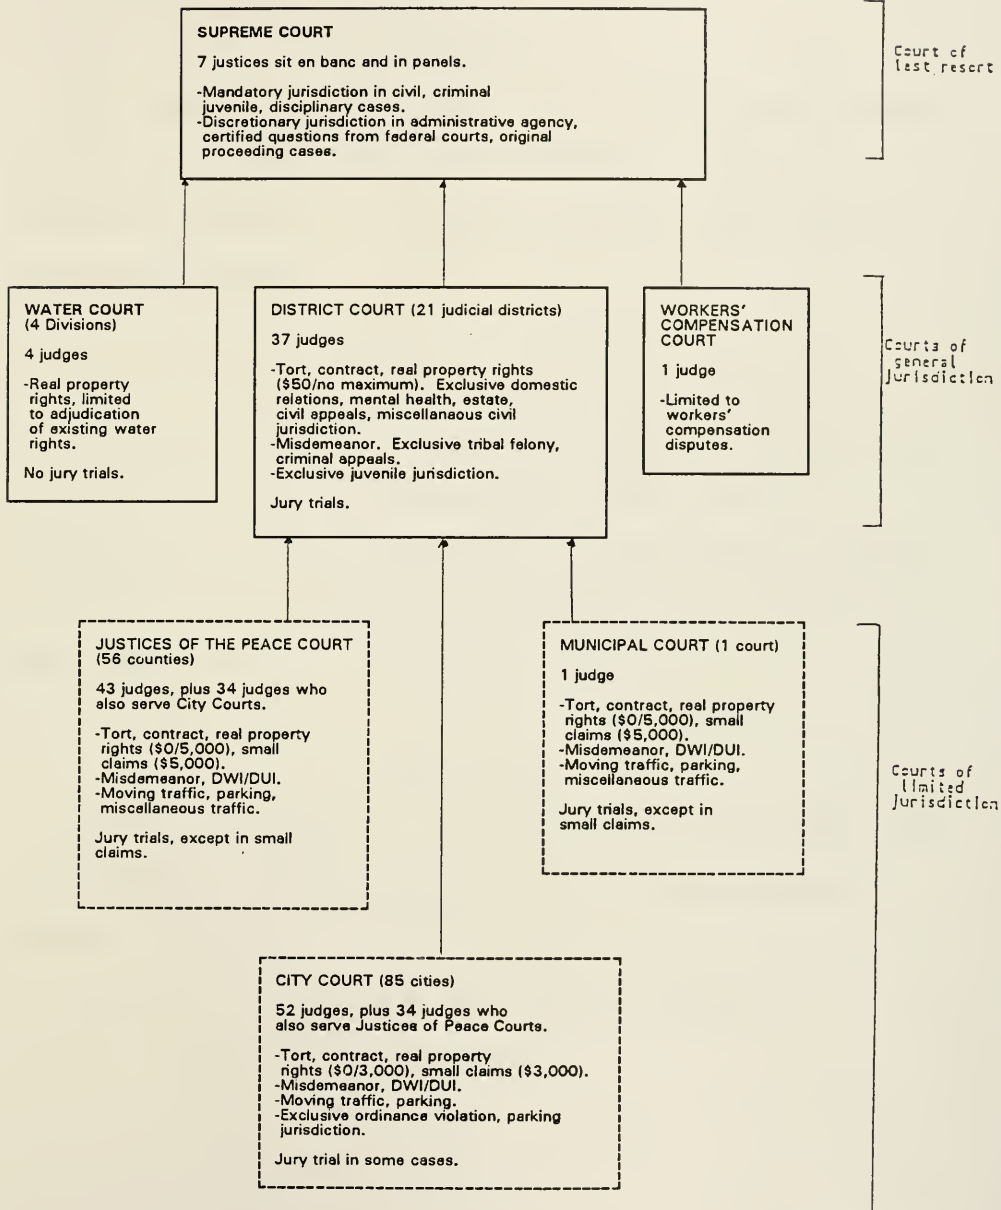 SUPREME COURT
7 justices sit en banc and in panels.
-Mandatory jurisdiction in civil, criminal
juvenile, disciplinary cases.
-Discretionary jurisdiction in administrative agency,
certified questions from federal courts, original
proceeding cases.
Court of
last resort
WATER COURT
(4 Divisions)
4 judges
-Real property
rights, limited
to adjudication
of existing water
rights.
No jury trials.
DISTRICT COURT (21 judicial districts)
37 judges
-Tort, contract, real property rights
($50/no maximum). Exclusive domestic
relations, mental health, estate,
civil appeals, miscellanaous civil
jurisdiction.
-Misdemeanor. Exclusive tribal felony,
criminal appeals.
-Exclusive juvenile jurisdiction.
Jury trials.
WORKERS'
COMPENSATION
COURT
1 judge
-Limited to
workers'
compensation
disputes.
Courts of
general
Jurisdiction
JUSTICES OF THE PEACE COURT
(56 counties)
43 judges, plus 34 judges who
also serve City Courts.
-Tort, contract, real property
rights ($0/5,000), small
claims ($5,000).
-Misdemeanor, DWI/DUI.
-Moving traffic, parking,
miscellaneous traffic.
Jury trials, except in small
claims.
MUNICIPAL COURT (1 court)
1 judge
-Tort, contract, real property
rights ($0/5,000), small
claims ($5,000).
-Misdemeanor, DWI/DUI.
-Moving traffic, parking,
miscellaneous traffic.
Jury trials, except in
small claims.
Courts of
limited
Jurisdiction
CITY COURT (85 cities)
52 judges, plus 34 judges who
also serve Justices of Peace Courts.
-Tort, contract, real property
rights ($0/3,000), small claims ($3,000).
-Misdemeanor, DWI/DUI.
-Moving traffic, parking.
-Exclusive ordinance violation, parking
jurisdiction.
Jury trial in some cases.